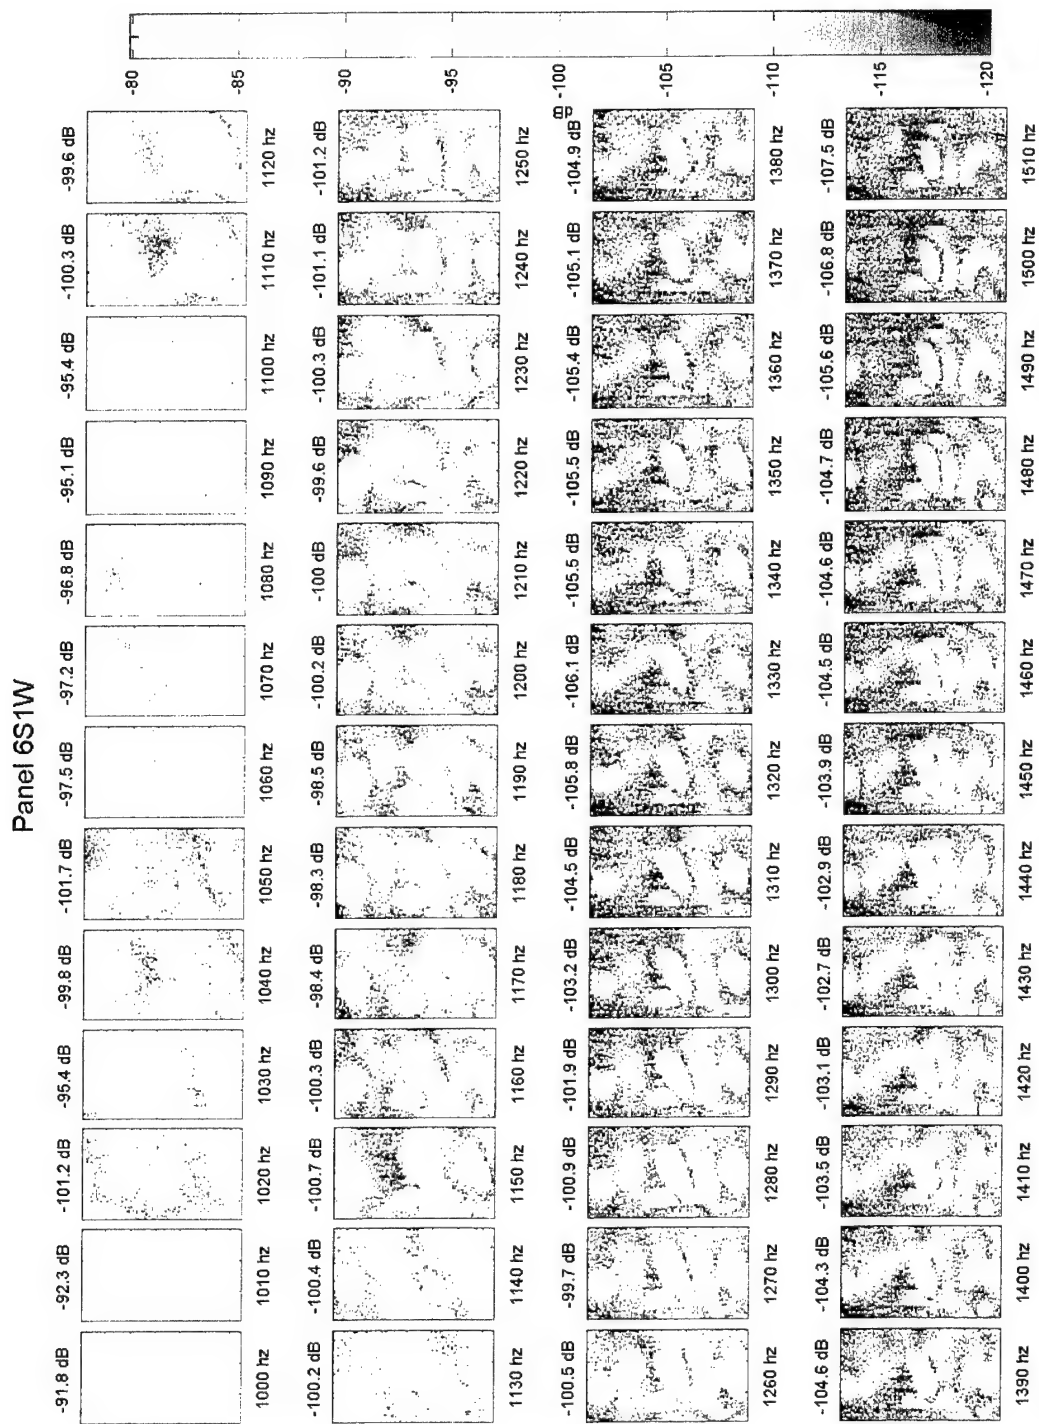 Panel 6S1W
-91.8 dB -92.3 dB -101.2 dB -95.4 dB -99.8 dB -101.7 dB -97.5 dB -97.2 dB -96.8 dB -95.1 dB -95.4 dB -100.3 dB -99.6 dB
1000 hz 1010 hz 1020 hz 1030 hz 1040 hz 1050 hz 1060 hz 1070 hz 1080 hz 1090 hz 1100 hz 1110 hz 1120 hz
-100.2 dB -100.4 dB -100.7 dB -100.3 dB -98.4 dB -98.3 dB -98.5 dB -100.2 dB -100 dB -99.6 dB -100.3 dB -101.1 dB -101.2 dB
1130 hz 1140 hz 1150 hz 1160 hz 1170 hz 1180 hz 1190 hz 1200 hz 1210 hz 1220 hz 1230 hz 1240 hz 1250 hz
-100.5 dB -99.7 dB -100.9 dB -101.9 dB -103.2 dB -104.5 dB -105.8 dB -106.1 dB -105.5 dB -105.5 dB -105.4 dB -105.1 dB -104.9 dB
1260 hz 1270 hz 1280 hz 1290 hz 1300 hz 1310 hz 1320 hz 1330 hz 1340 hz 1350 hz 1360 hz 1370 hz 1380 hz
-104.6 dB -104.3 dB -103.5 dB -103.1 dB -102.7 dB -102.9 dB -103.9 dB -104.5 dB -104.6 dB -104.7 dB -105.6 dB -106.8 dB -107.5 dB
1390 hz 1400 hz 1410 hz 1420 hz 1430 hz 1440 hz 1450 hz 1460 hz 1470 hz 1480 hz 1490 hz 1500 hz 1510 hz
dB
-80
-85
-90
-95
-100
-105
-110
-115
-120